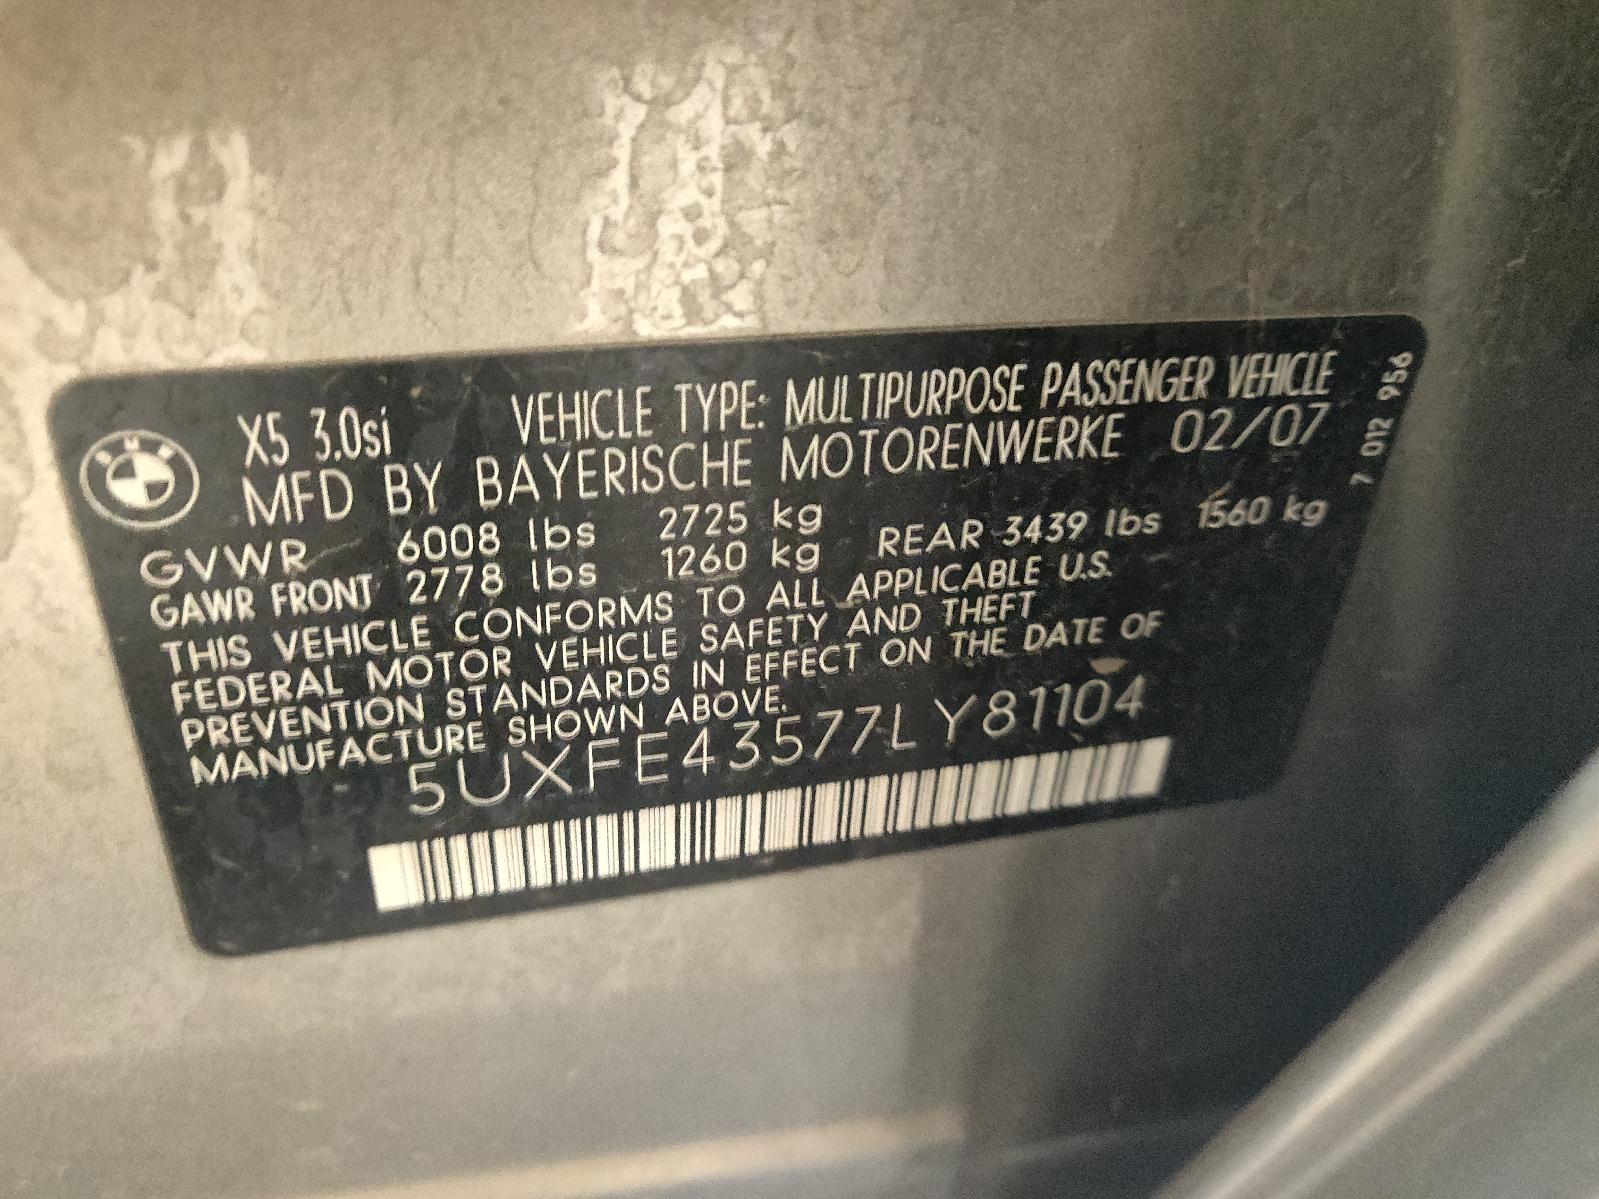 BMW
X5 3.0si VEHICLE TYPE: MULTIPURPOSE PASSENGER VEHICLE
MFD BY BAYERISCHE MOTORENWERKE 02/07
GVWR 6008 lbs 2725 kg
GAWR FRONT 2778 lbs 1260 kg REAR 3439 lbs 1560 kg
THIS VEHICLE CONFORMS TO ALL APPLICABLE U.S.
FEDERAL MOTOR VEHICLE SAFETY AND THEFT
PREVENTION STANDARDS IN EFFECT ON THE DATE OF
MANUFACTURE SHOWN ABOVE.
5UXFE43577LY81104
7 012 956